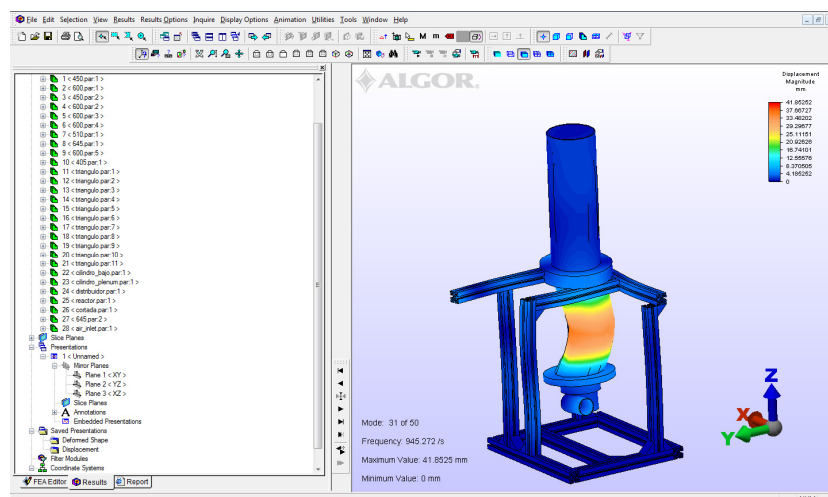 File Edit Selection View Results Results Options Inquire Display Options Animation Utilities Tools Window Help
1 < 450.par:1 >
2 < 600.par:1 >
3 < 450.par:2 >
4 < 600.par:2 >
5 < 600.par:3 >
6 < 600.par:4 >
7 < 510.par:1 >
8 < 645.par:1 >
9 < 600.par:5 >
10 < 405.par:1 >
11 < triangulo.par:1 >
12 < triangulo.par:2 >
13 < triangulo.par:3 >
14 < triangulo.par:4 >
15 < triangulo.par:5 >
16 < triangulo.par:6 >
17 < triangulo.par:7 >
18 < triangulo.par:8 >
19 < triangulo.par:9 >
20 < triangulo.par:10 >
21 < triangulo.par:11 >
22 < cilindro_bajo.par:1 >
23 < cilindro_plenum.par:1 >
24 < distribuidor.par:1 >
25 < reactor.par:1 >
26 < cortada.par:1 >
27 < 645.par:2 >
28 < air_inlet.par:1 >
Slice Planes
Presentations
1 < Unnamed >
Mirror Planes
Plane 1 < XY >
Plane 2 < YZ >
Plane 3 < XZ >
Slice Planes
Annotations
Embedded Presentations
Saved Presentations
Deformed Shape
Displacement
Filter Modules
Coordinate Systems
FEA Editor Results Report
ALGOR
Displacement
Magnitude
mm
41.85252
37.66727
33.48202
29.29677
25.11151
20.92626
16.74101
12.55576
8.370505
4.185252
0
Mode: 31 of 50
Frequency: 945.272 /s
Maximum Value: 41.8525 mm
Minimum Value: 0 mm
Z
X
Y